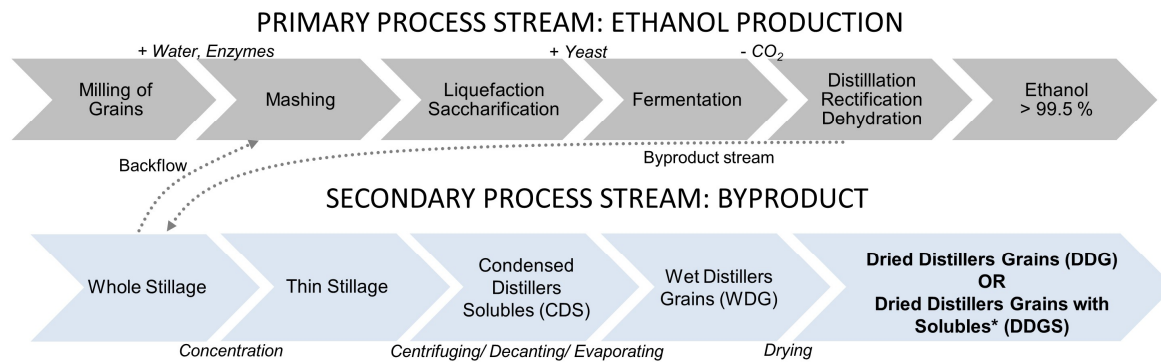 PRIMARY PROCESS STREAM: ETHANOL PRODUCTION
+ Water, Enzymes
+ Yeast
- CO₂
Milling of
Grains
Mashing
Liquefaction
Saccharification
Fermentation
Distilllation
Rectification
Dehydration
Ethanol
> 99.5 %
Backflow
Byproduct stream
SECONDARY PROCESS STREAM: BYPRODUCT
Whole Stillage
Thin Stillage
Condensed
Distillers
Solubles (CDS)
Wet Distillers
Grains (WDG)
Dried Distillers Grains (DDG)
OR
Dried Distillers Grains with
Solubles* (DDGS)
Concentration
Centrifuging/ Decanting/ Evaporating
Drying